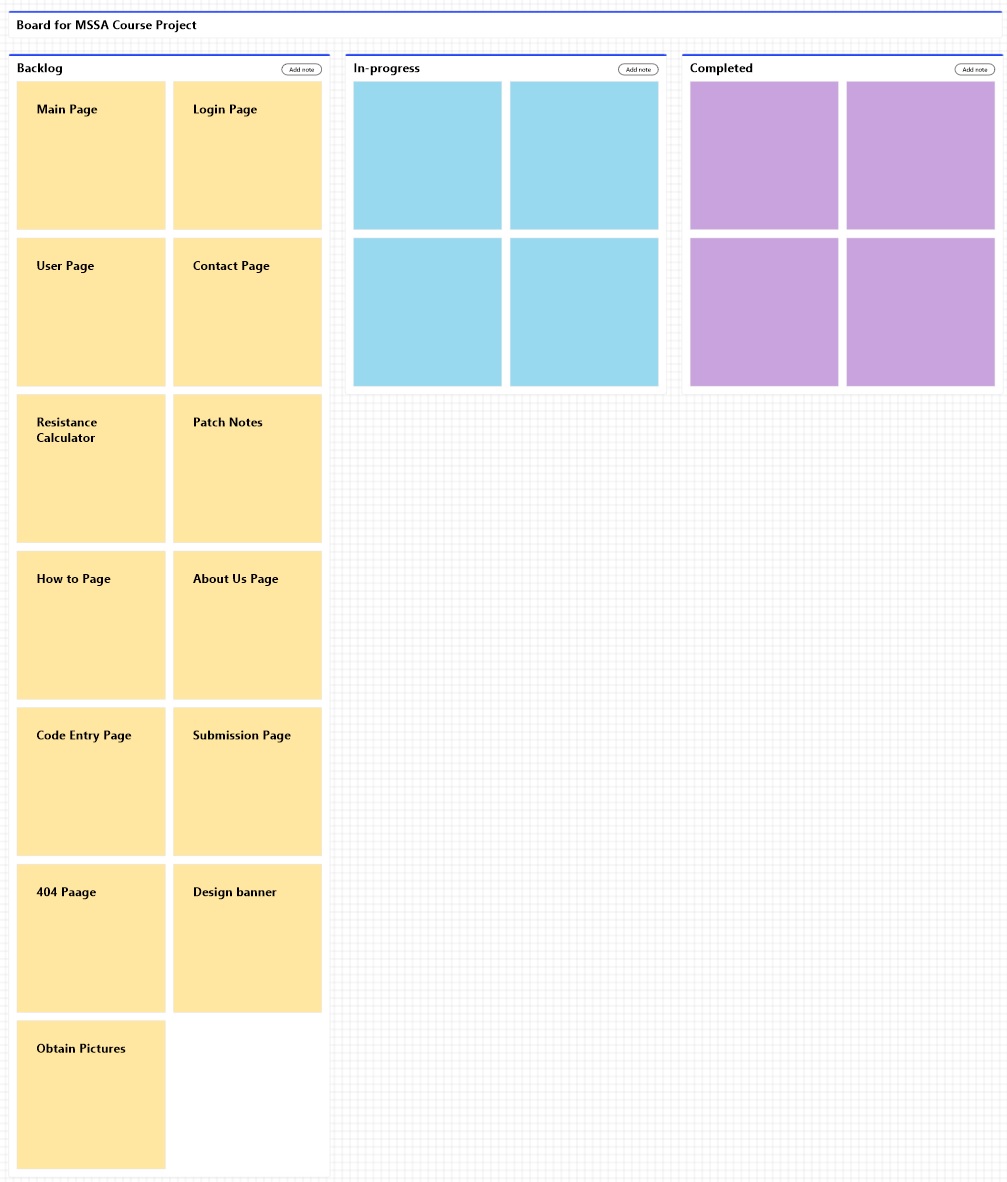 Board for MSSA Course Project
Backlog
Add note
In-progress
Add note
Completed
Add note
Main Page
Login Page
User Page
Contact Page
Resistance
Calculator
Patch Notes
How to Page
About Us Page
Code Entry Page
Submission Page
404 Paage
Design banner
Obtain Pictures